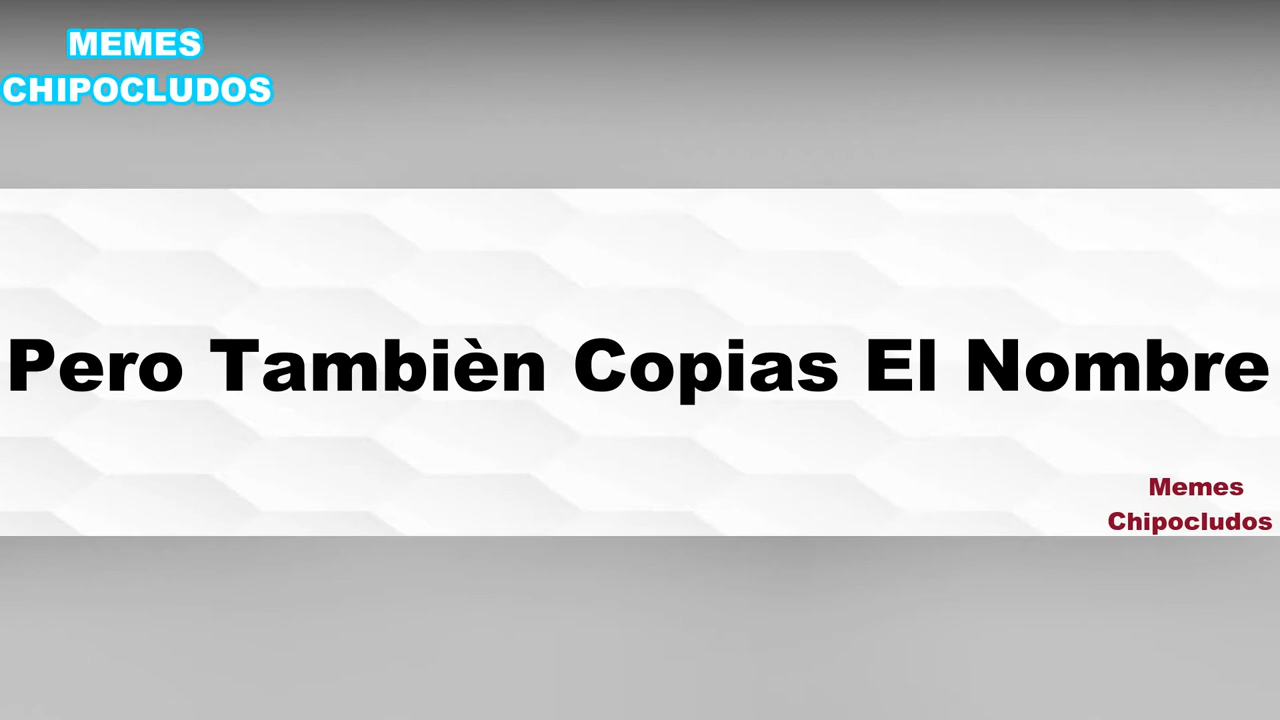 MEMES
CHIPOCLUDOS
Pero Tambièn Copias El Nombre
Memes
Chipocludos